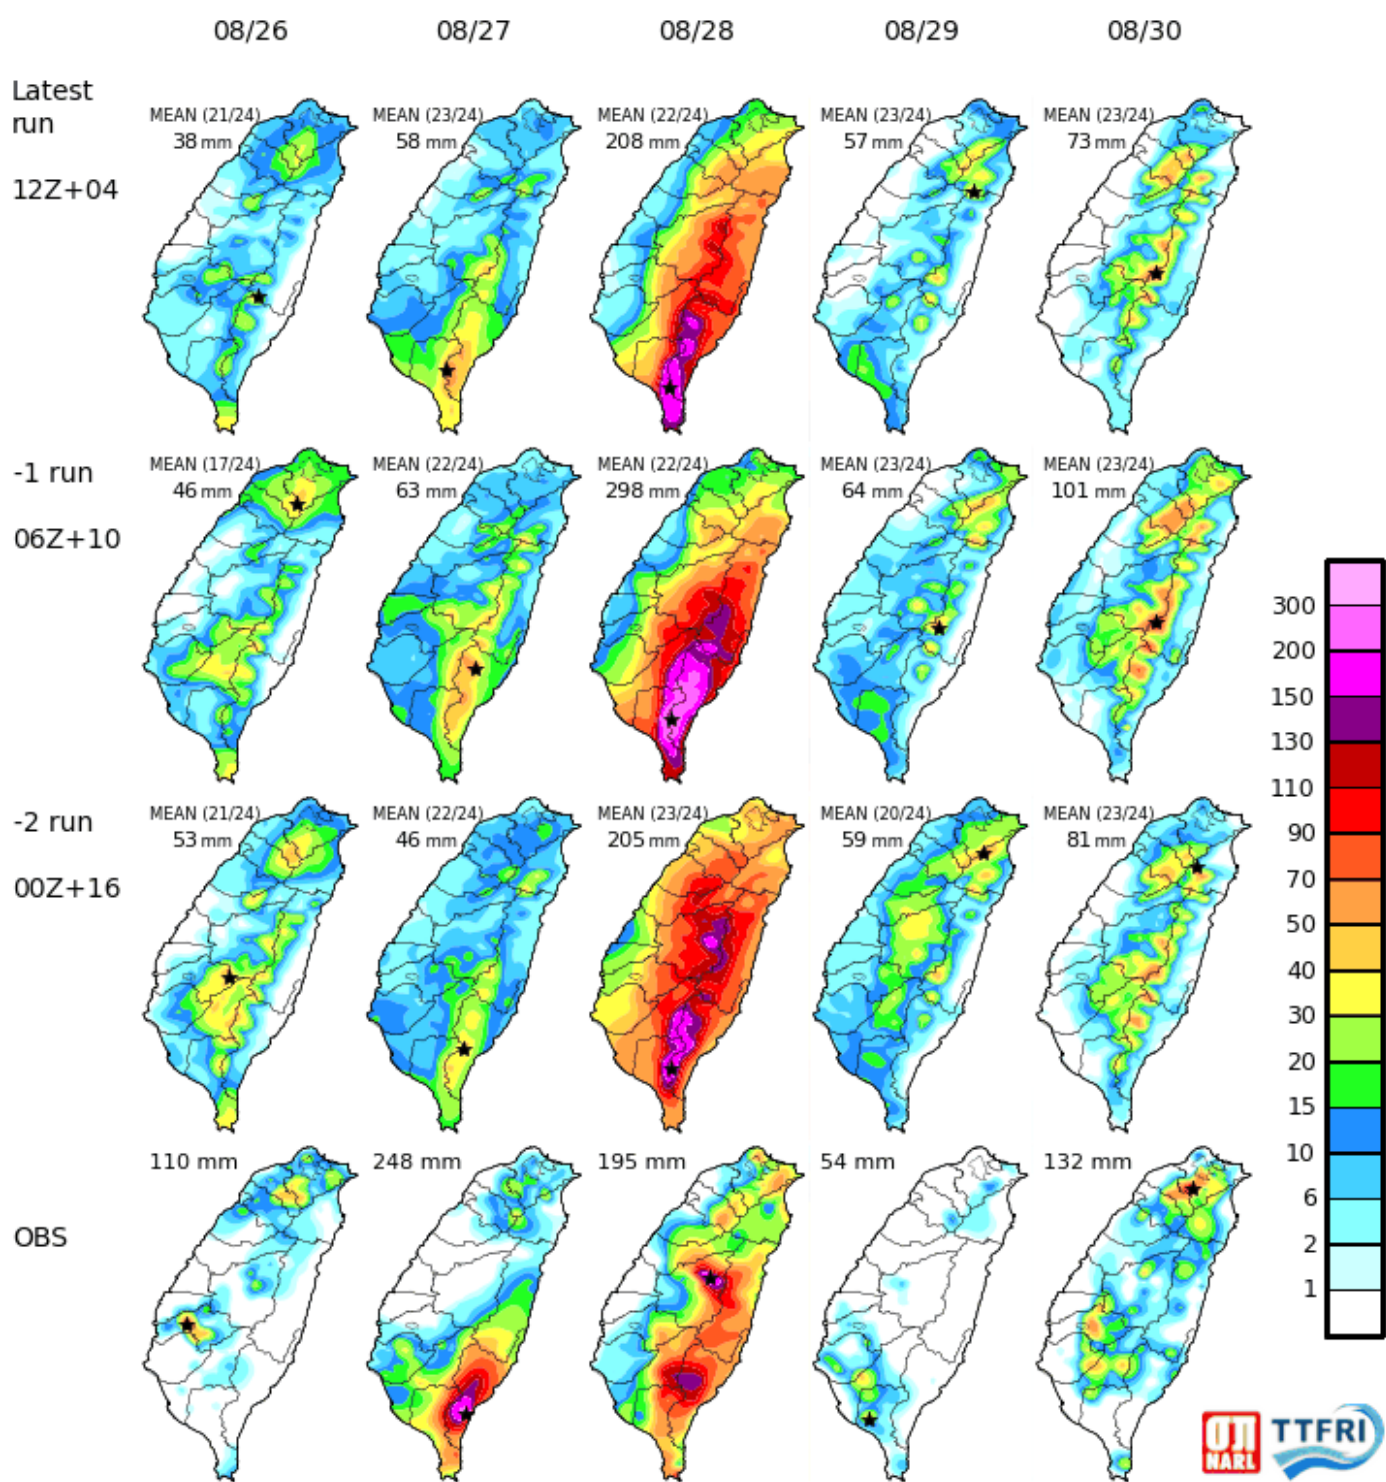 08/26 08/27 08/28 08/29 08/30
Latest
run
12Z+04
MEAN (21/24) MEAN (23/24) MEAN (22/24) MEAN (23/24) MEAN (23/24)
38 mm 58 mm 208 mm 57 mm 73 mm
-1 run
06Z+10
MEAN (17/24) MEAN (22/24) MEAN (22/24) MEAN (23/24) MEAN (23/24)
46 mm 63 mm 298 mm 64 mm 101 mm
-2 run
00Z+16
MEAN (21/24) MEAN (22/24) MEAN (23/24) MEAN (20/24) MEAN (23/24)
53 mm 46 mm 205 mm 59 mm 81 mm
OBS
110 mm 248 mm 195 mm 54 mm 132 mm
300
200
150
130
110
90
70
50
40
30
20
15
10
6
2
1
NARL
TTFRI